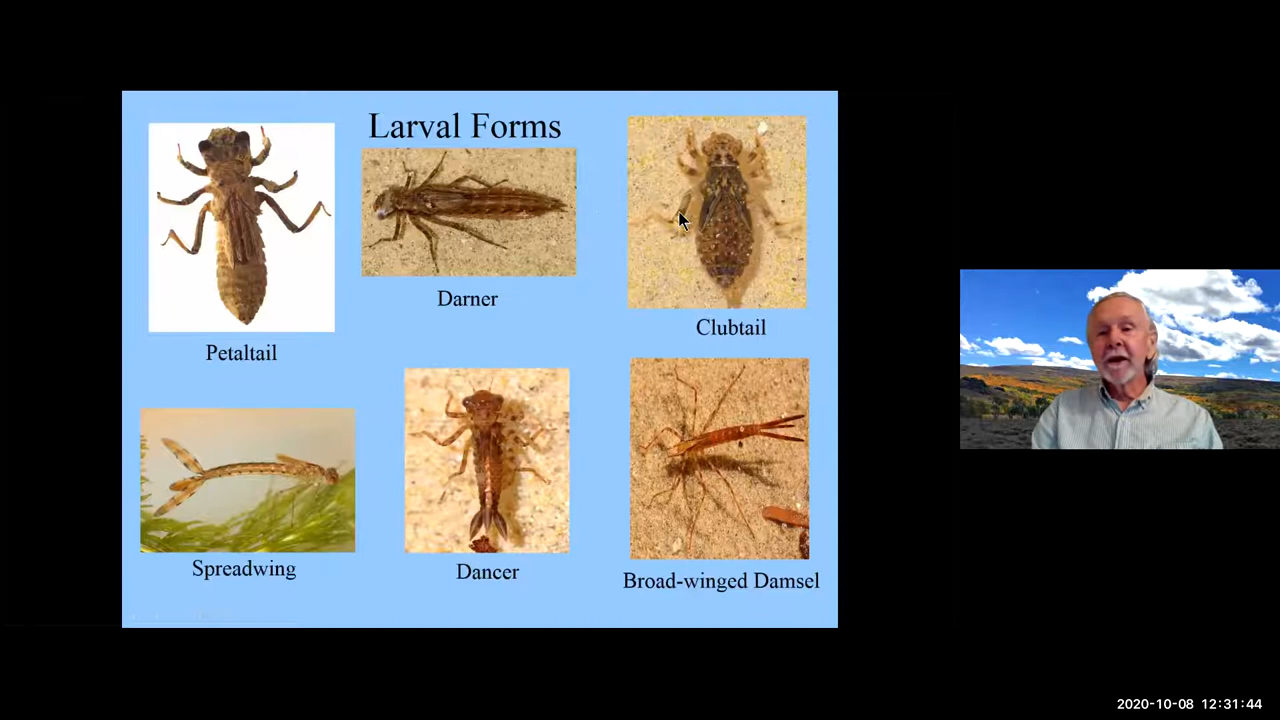 Larval Forms
Petaltail
Darner
Clubtail
Spreadwing
Dancer
Broad-winged Damsel
2020-10-08 12:31:44